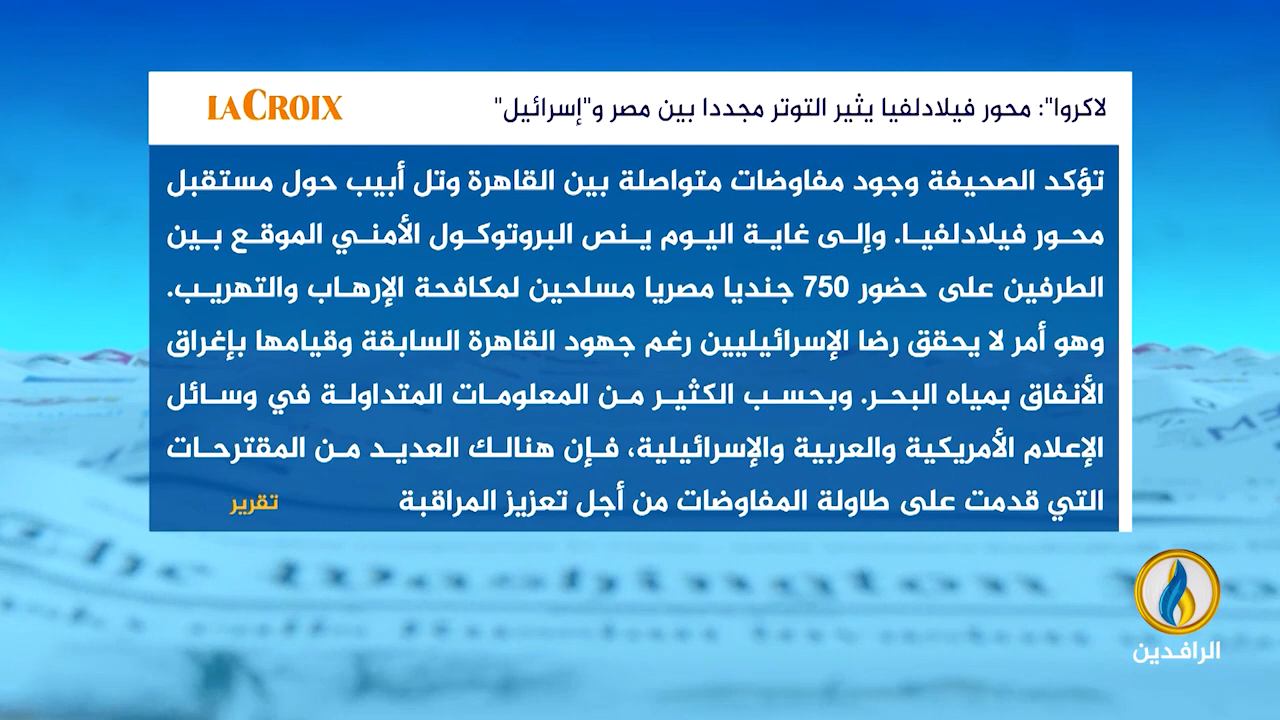 LA CROIX
لاكروا": محور فيلادلفيا يثير التوتر مجددا بين مصر و"إسرائيل"
تؤكد الصحيفة وجود مفاوضات متواصلة بين القاهرة وتل أبيب حول مستقبل
محور فيلادلفيا. وإلى غاية اليوم ينص البروتوكول الأمني الموقع بين
الطرفين على حضور 750 جنديا مصريا مسلحين لمكافحة الإرهاب والتهريب.
وهو أمر لا يحقق رضا الإسرائيليين رغم جهود القاهرة السابقة وقيامها بإغراق
الأنفاق بمياه البحر. وبحسب الكثير من المعلومات المتداولة في وسائل
الإعلام الأمريكية والعربية والإسرائيلية، فإن هنالك العديد من المقترحات
التي قدمت على طاولة المفاوضات من أجل تعزيز المراقبة
تقرير
الرافدين